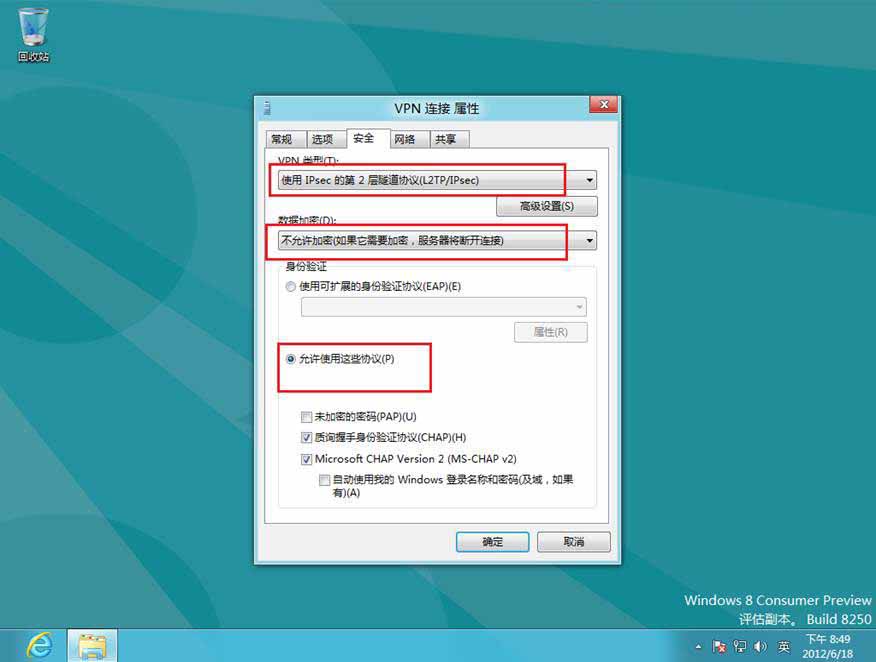 回收站
VPN 连接 属性
常规 选项 安全 网络 共享
VPN 类型(T):
使用 IPsec 的第 2 层隧道协议(L2TP/IPsec)
高级设置(S)
数据加密(D):
不允许加密(如果它需要加密，服务器将断开连接)
身份验证
使用可扩展的身份验证协议(EAP)(E)
属性(R)
允许使用这些协议(P)
未加密的密码(PAP)(U)
质询握手身份验证协议(CHAP)(H)
Microsoft CHAP Version 2 (MS-CHAP v2)
自动使用我的 Windows 登录名称和密码(及域，如果
有)(A)
确定 取消
Windows 8 Consumer Preview
评估副本。 Build 8250
英 下午 8:49
2012/6/18